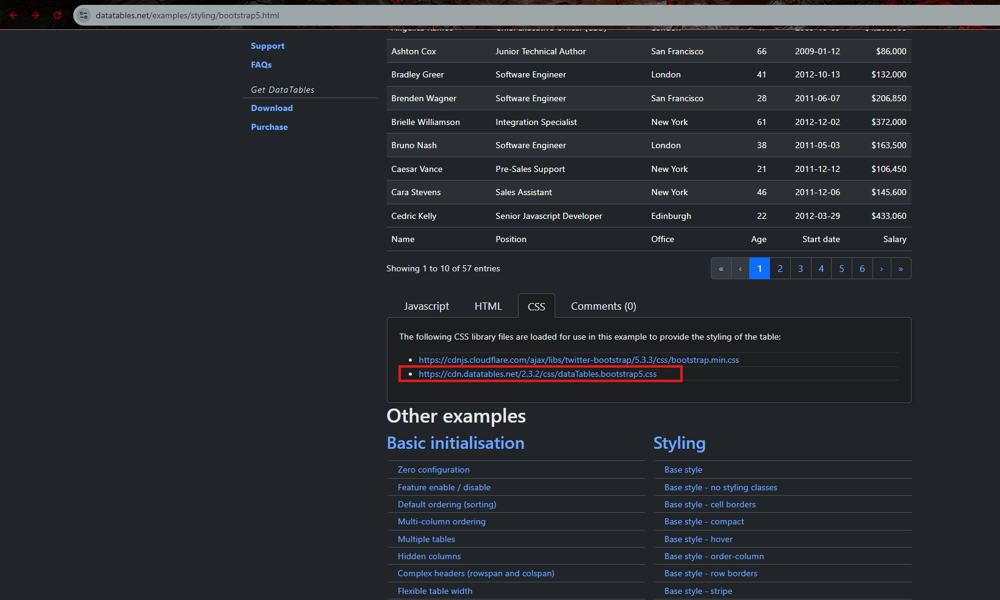 datatables.net/examples/styling/bootstrap5.html
Support
FAQs
Get DataTables
Download
Purchase
Ashton Cox Junior Technical Author San Francisco 66 2009-01-12 $86,000
Bradley Greer Software Engineer London 41 2012-10-13 $132,000
Brenden Wagner Software Engineer San Francisco 28 2011-06-07 $206,850
Brielle Williamson Integration Specialist New York 61 2012-12-02 $372,000
Bruno Nash Software Engineer London 38 2011-05-03 $163,500
Caesar Vance Pre-Sales Support New York 21 2011-12-12 $106,450
Cara Stevens Sales Assistant New York 46 2011-12-06 $145,600
Cedric Kelly Senior Javascript Developer Edinburgh 22 2012-03-29 $433,060
Name Position Office Age Start date Salary
Showing 1 to 10 of 57 entries « ‹ 1 2 3 4 5 6 › »
Javascript HTML CSS Comments (0)
The following CSS library files are loaded for use in this example to provide the styling of the table:
• https://cdnjs.cloudflare.com/ajax/libs/twitter-bootstrap/5.3.3/css/bootstrap.min.css
• https://cdn.datatables.net/2.3.2/css/dataTables.bootstrap5.css
Other examples
Basic initialisation
Zero configuration
Feature enable / disable
Default ordering (sorting)
Multi-column ordering
Multiple tables
Hidden columns
Complex headers (rowspan and colspan)
Flexible table width
Styling
Base style
Base style - no styling classes
Base style - cell borders
Base style - compact
Base style - hover
Base style - order-column
Base style - row borders
Base style - stripe